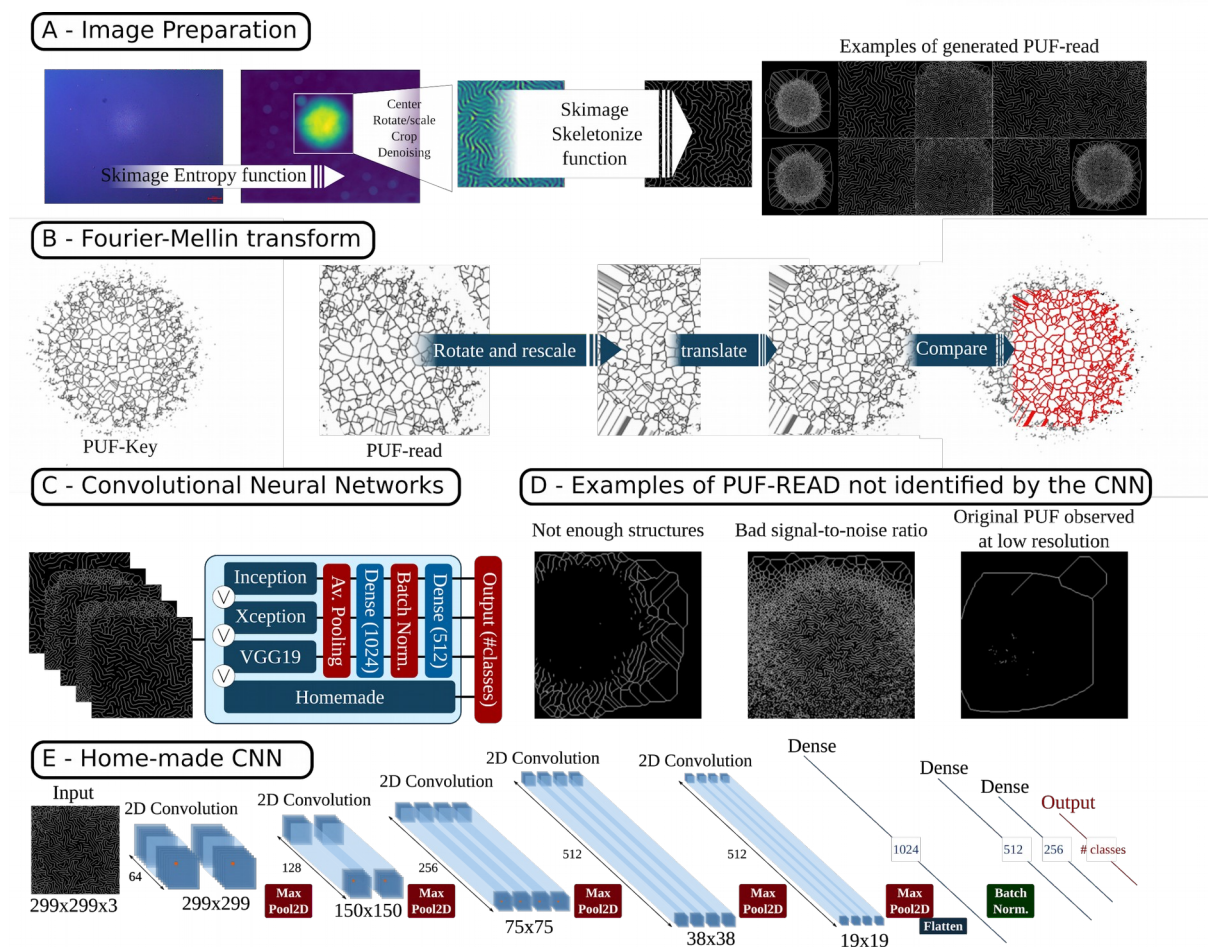 A - Image Preparation
Examples of generated PUF-read
Center
Rotate/scale
Crop
Denoising
Skimage Entropy function
Skimage
Skeletonize
function
B - Fourier-Mellin transform
PUF-Key
PUF-read
Rotate and rescale
translate
Compare
C - Convolutional Neural Networks
Inception
Xception
VGG19
Homemade
V
V
V
Av. Pooling
Dense (1024)
Batch Norm.
Dense (512)
Output (#classes)
D - Examples of PUF-READ not identified by the CNN
Not enough structures
Bad signal-to-noise ratio
Original PUF observed
at low resolution
E - Home-made CNN
Input
299x299x3
2D Convolution
64
299x299
Max
Pool2D
2D Convolution
128
150x150
Max
Pool2D
2D Convolution
256
75x75
Max
Pool2D
2D Convolution
512
38x38
Max
Pool2D
2D Convolution
512
19x19
Max
Pool2D
Flatten
Dense
1024
Dense
512
Batch
Norm.
Dense
256
Output
# classes